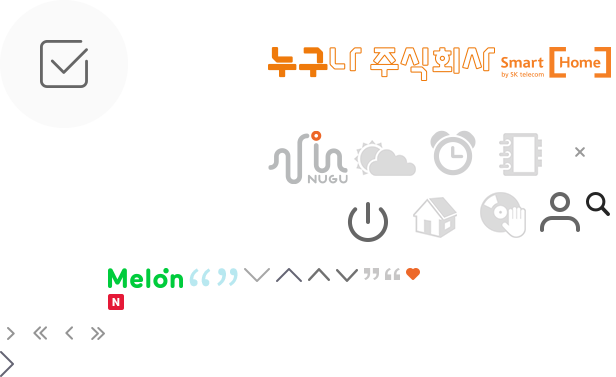 누구나 주식회사 Smart [Home]
by SK telecom
NUGU
Melon
N